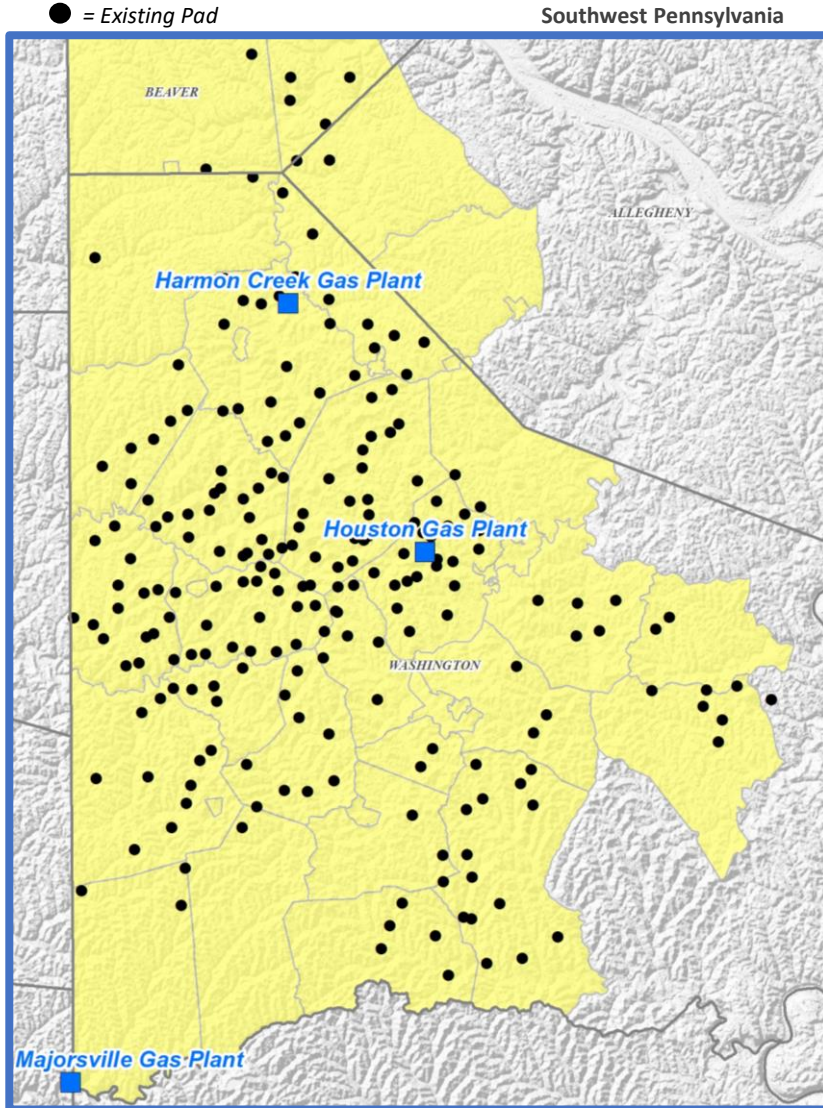 = Existing Pad
Southwest Pennsylvania
BEAVER
ALLEGHENY
Harmon Creek Gas Plant
Houston Gas Plant
WASHINGTON
Majorsville Gas Plant